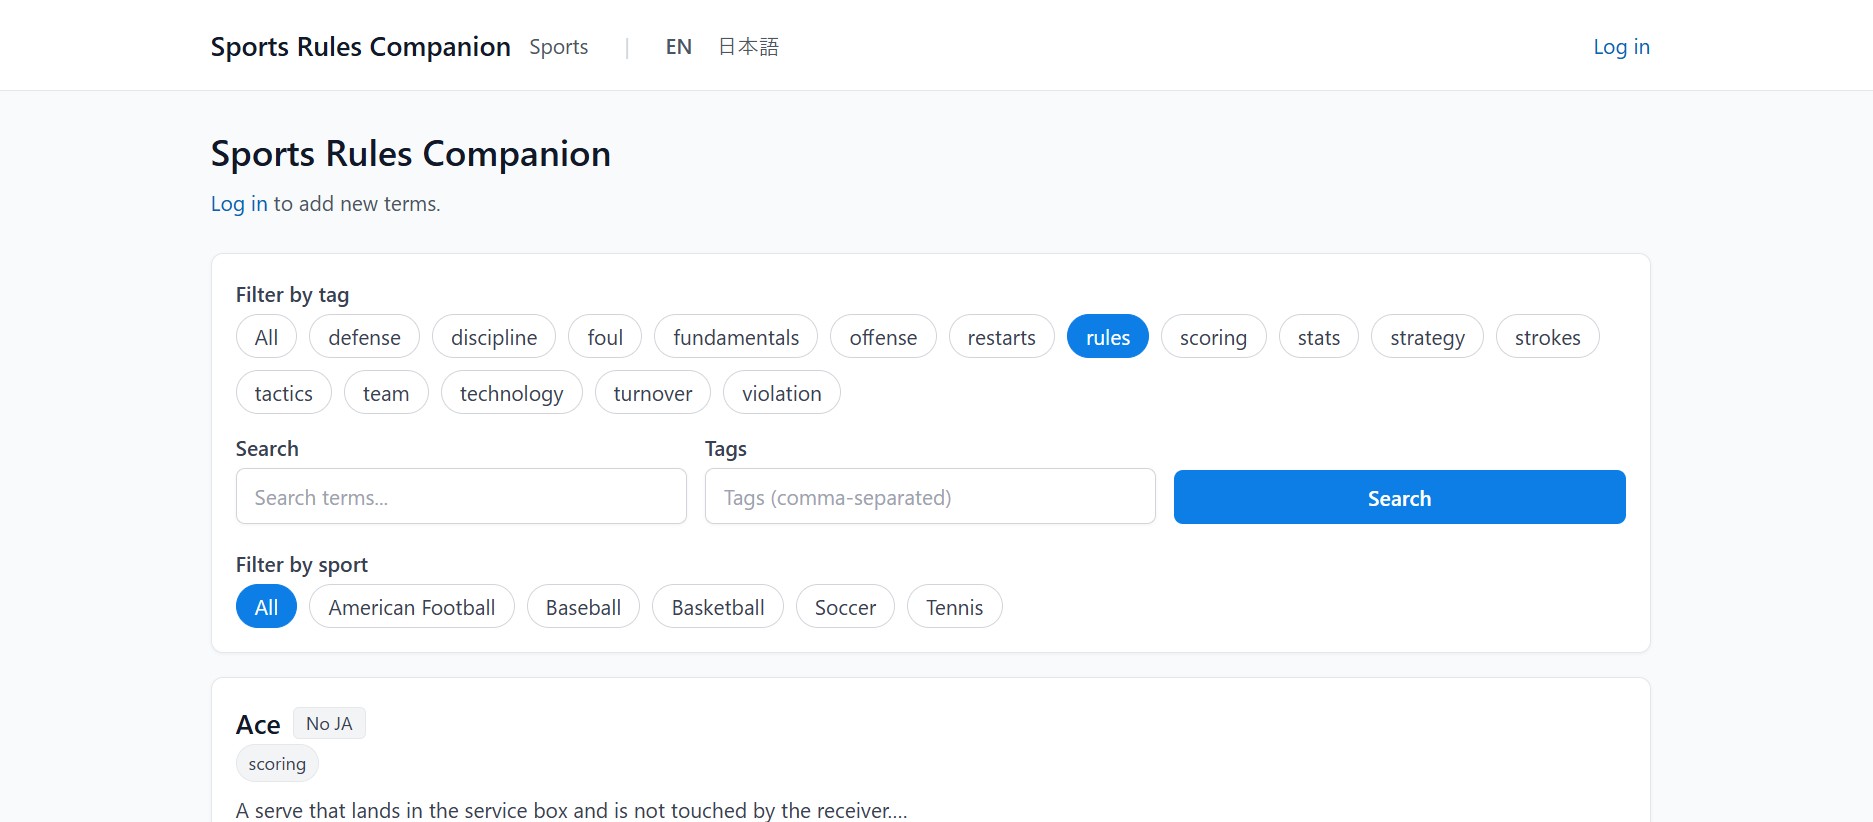 Sports Rules Companion Sports | EN 日本語 Log in
Sports Rules Companion
Log in to add new terms.
Filter by tag
All defense discipline foul fundamentals offense restarts rules scoring stats strategy strokes
tactics team technology turnover violation
Search Tags
Search terms... Tags (comma-separated) Search
Filter by sport
All American Football Baseball Basketball Soccer Tennis
Ace No JA
scoring
A serve that lands in the service box and is not touched by the receiver....